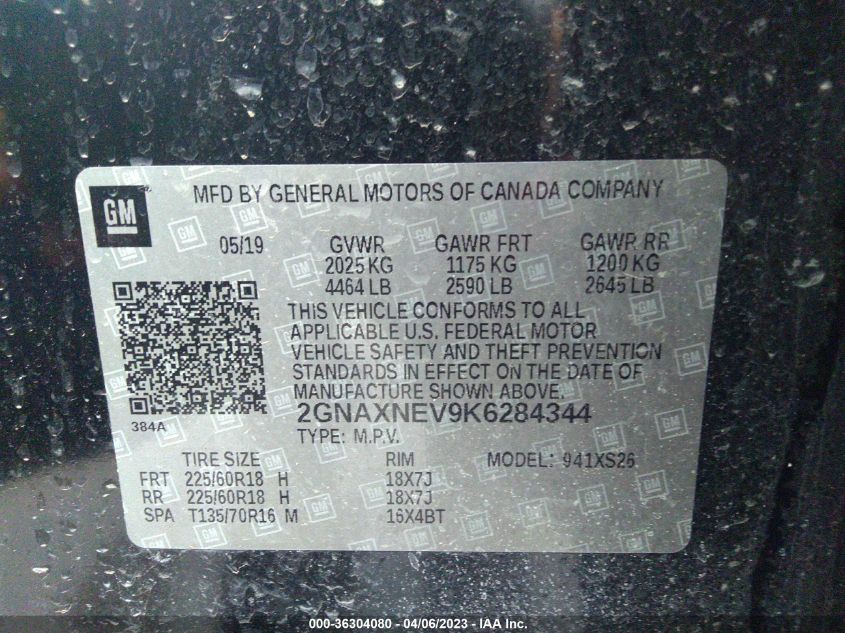 MFD BY GENERAL MOTORS OF CANADA COMPANY
GM
05/19 GVWR GAWR FRT GAWR RR
2025 KG 1175 KG 1200 KG
4464 LB 2590 LB 2645 LB
THIS VEHICLE CONFORMS TO ALL
APPLICABLE U.S. FEDERAL MOTOR
VEHICLE SAFETY AND THEFT PREVENTION
STANDARDS IN EFFECT ON THE DATE OF
MANUFACTURE SHOWN ABOVE.
384A
2GNAXNEV9K6284344
TYPE: M.P.V.
TIRE SIZE RIM MODEL: 941XS26
FRT 225/60R18 H 18X7J
RR 225/60R18 H 18X7J
SPA T135/70R16 M 16X4BT
000-36304080 - 04/06/2023 - IAA Inc.